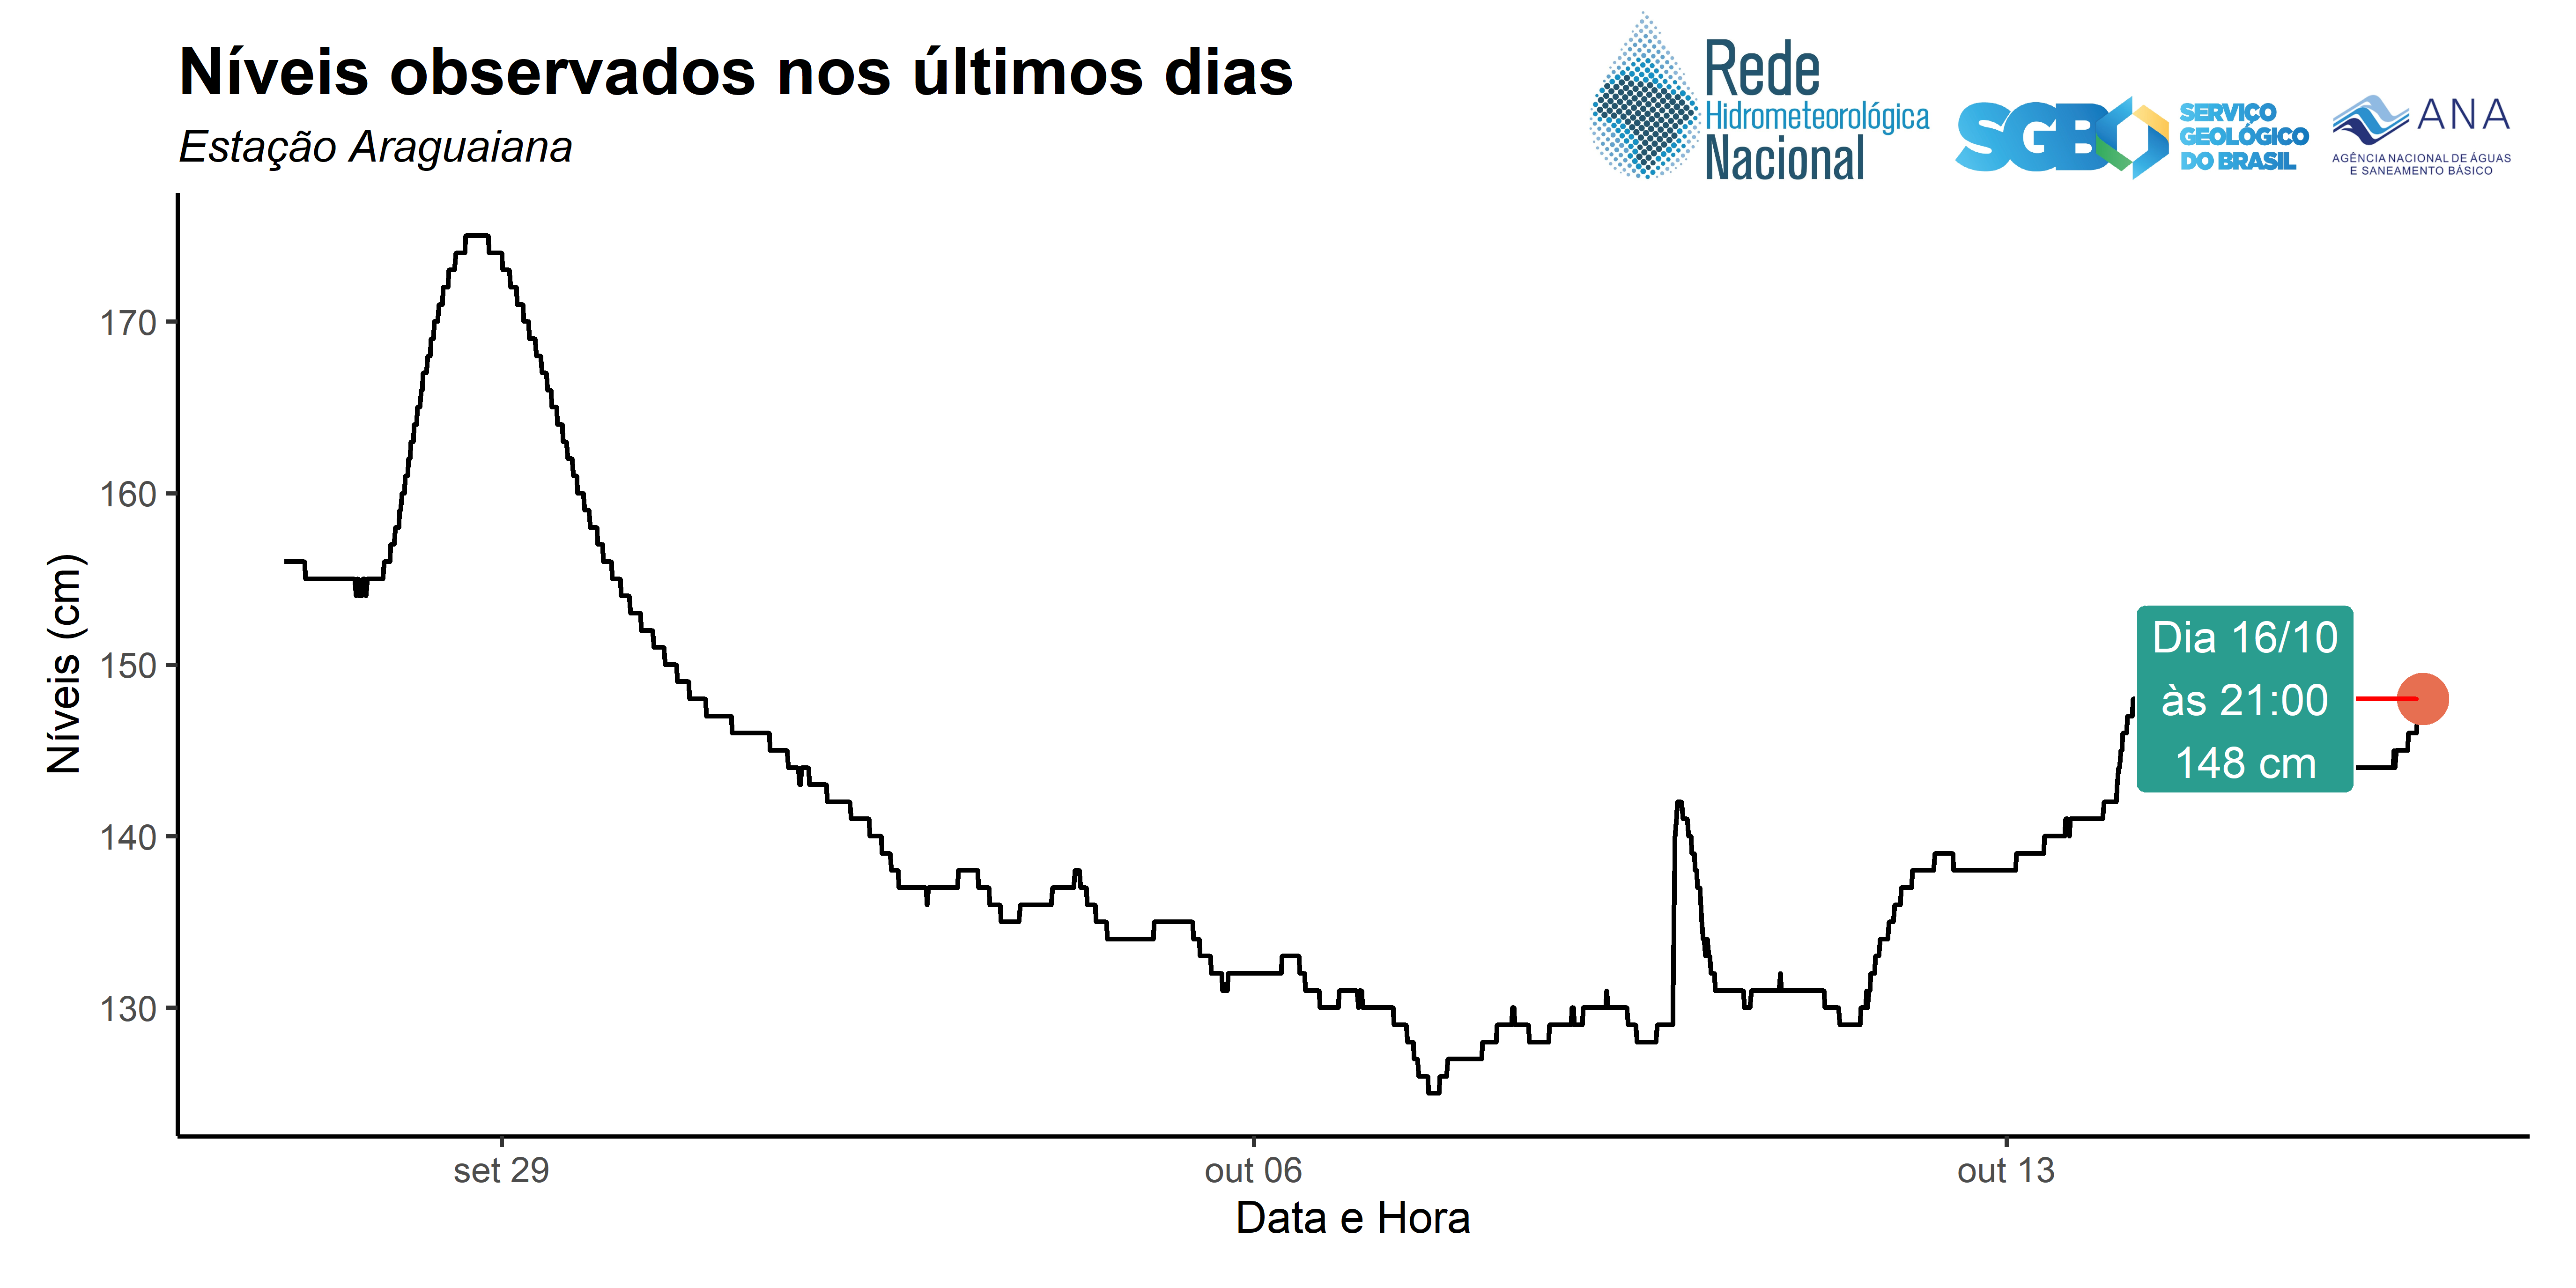 Níveis observados nos últimos dias
Estação Araguaiana
Rede
Hidrometeorológica
Nacional
SGB
SERVIÇO
GEOLÓGICO
DO BRASIL
ANA
AGÊNCIA NACIONAL DE ÁGUAS
E SANEAMENTO BÁSICO
Níveis (cm)
170
160
150
140
130
Dia 16/10
às 21:00
148 cm
set 29
out 06
out 13
Data e Hora